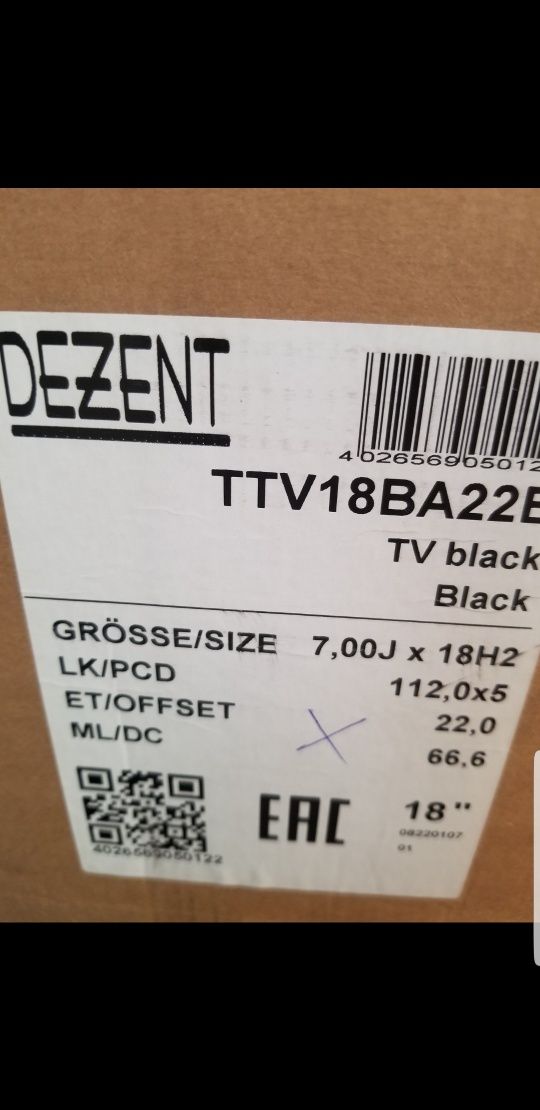 DEZENT
402656905012
TTV18BA22B
TV black
Black
GRÖSSE/SIZE 7,00J x 18H2
LK/PCD 112,0x5
ET/OFFSET 22,0
ML/DC 66,6
4026569050122
EAC
18"
08220107
01